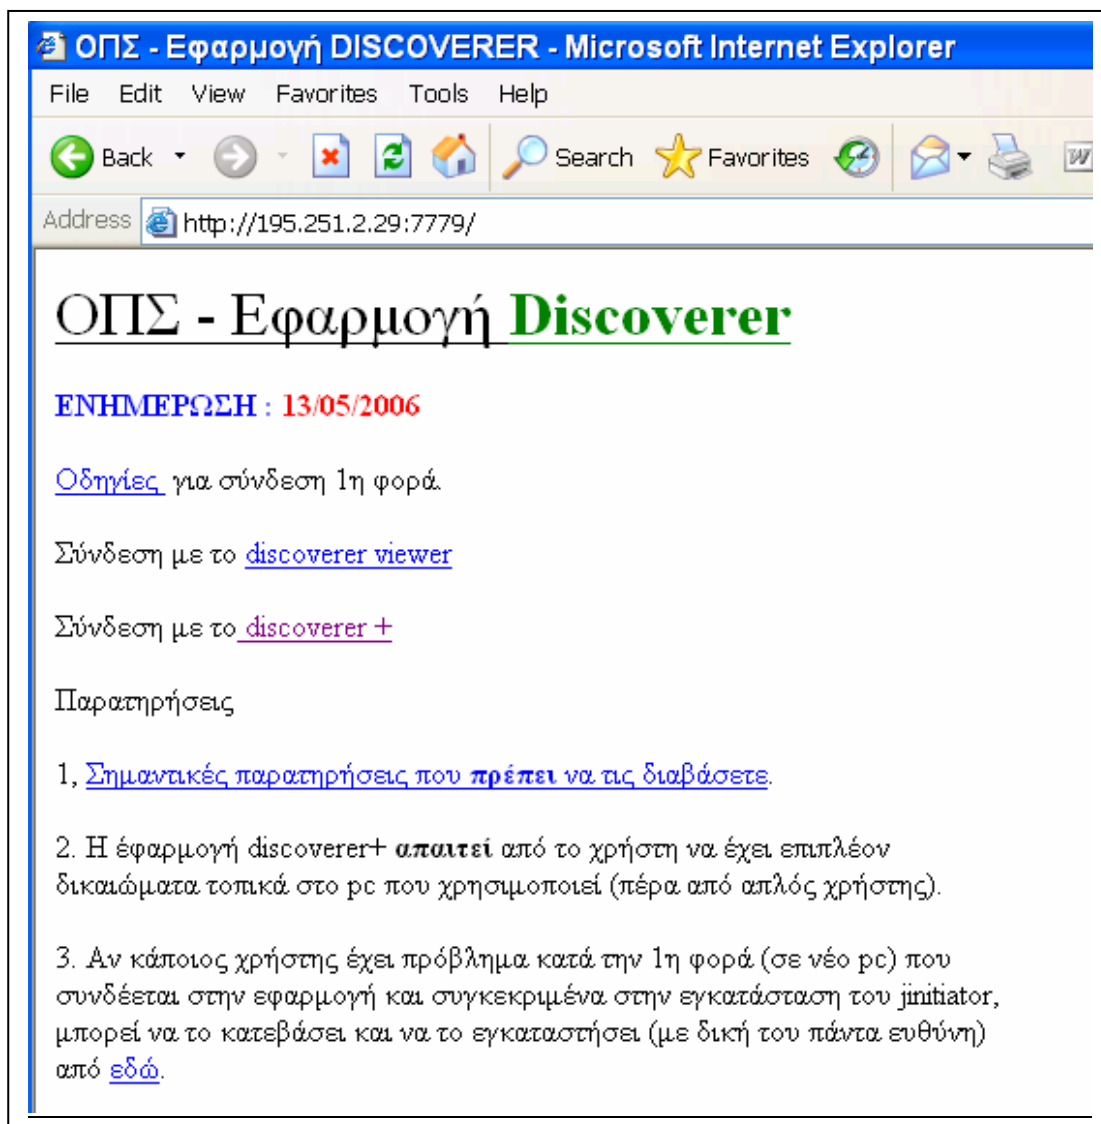 ΟΠΣ - Εφαρμογή DISCOVERER - Microsoft Internet Explorer
File Edit View Favorites Tools Help
Back Search Favorites
Address http://195.251.2.29:7779/
ΟΠΣ - Εφαρμογή Discoverer
ΕΝΗΜΕΡΩΣΗ : 13/05/2006
Οδηγίες για σύνδεση 1η φορά.
Σύνδεση με το discoverer viewer
Σύνδεση με το discoverer +
Παρατηρήσεις
1, Σημαντικές παρατηρήσεις που πρέπει να τις διαβάσετε.
2. Η έφαρμογή discoverer+ απαιτεί από το χρήστη να έχει επιπλέον
δικαιώματα τοπικά στο pc που χρησιμοποιεί (πέρα από απλός χρήστης).
3. Αν κάποιος χρήστης έχει πρόβλημα κατά την 1η φορά (σε νέο pc) που
συνδέεται στην εφαρμογή και συγκεκριμένα στην εγκατάσταση του jinitiator,
μπορεί να το κατεβάσει και να το εγκαταστήσει (με δική του πάντα ευθύνη)
από εδώ.